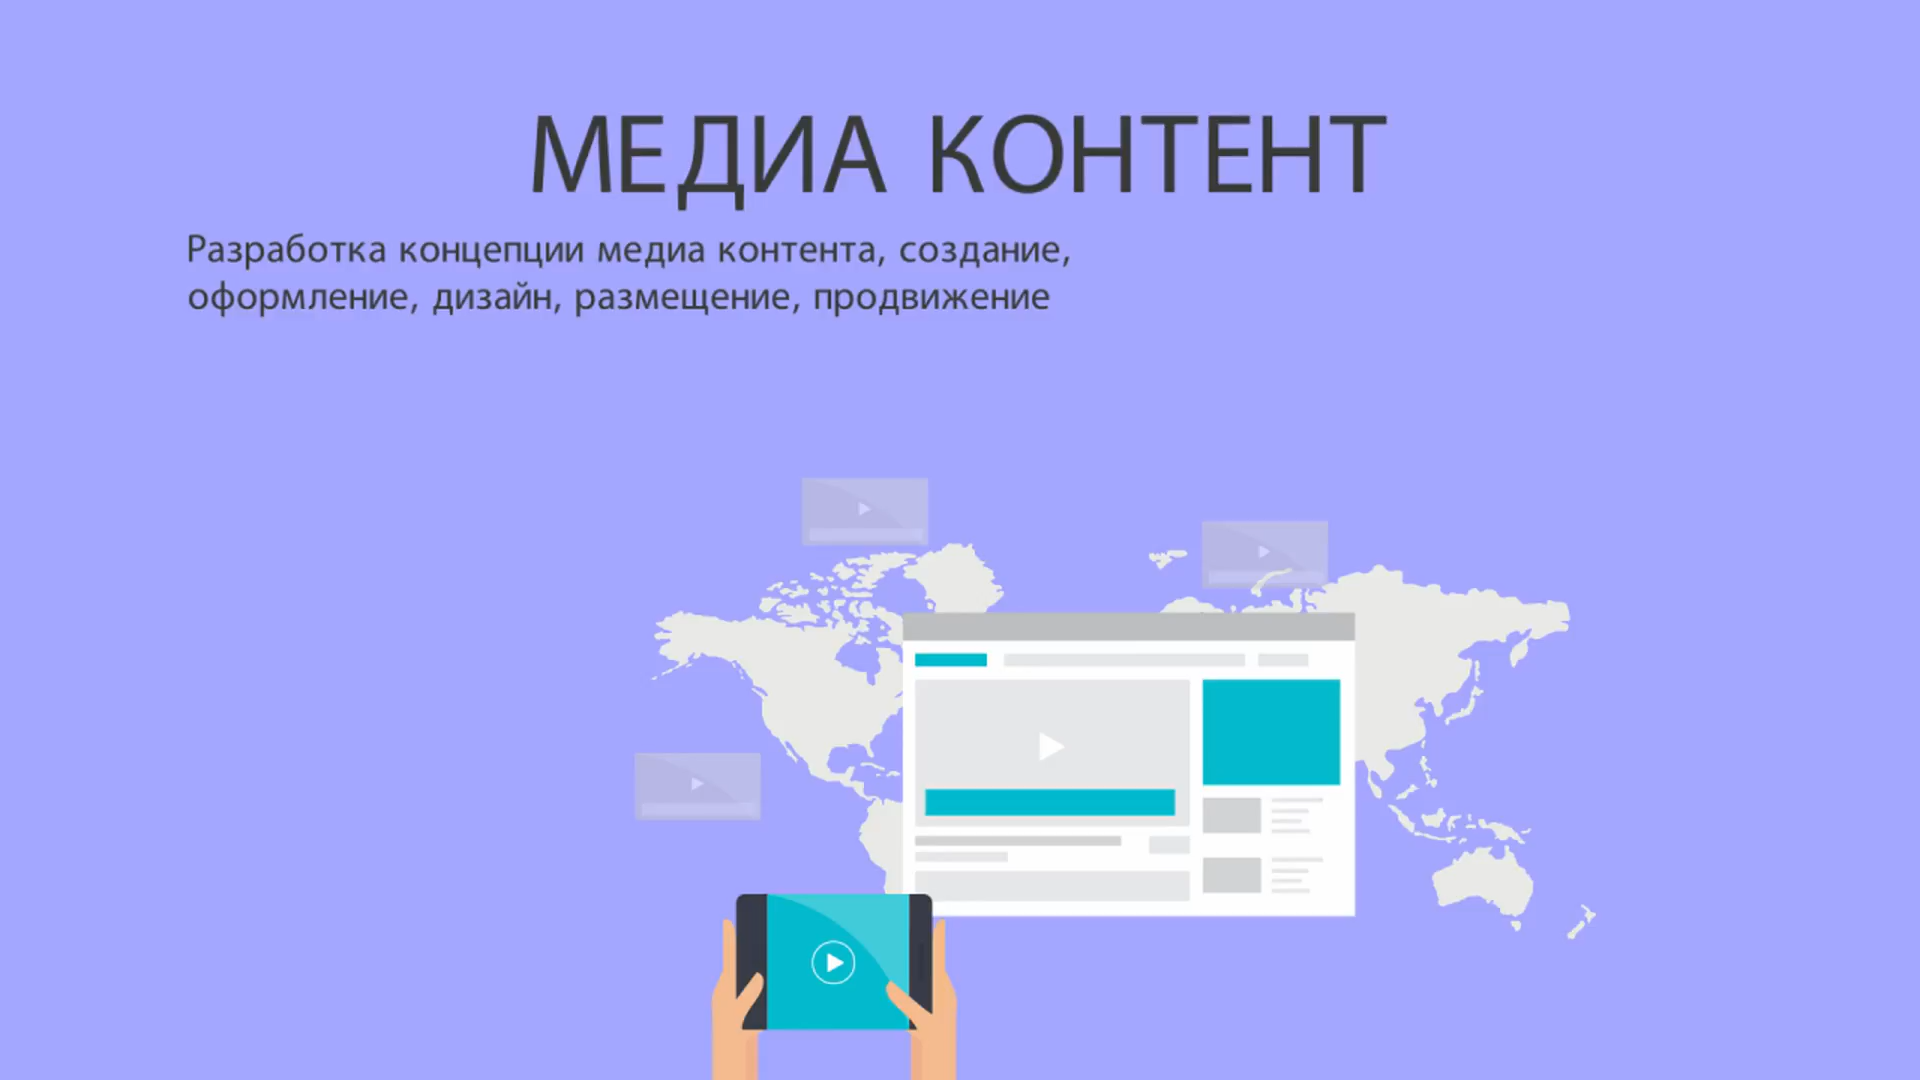 МЕДИА КОНТЕНТ
Разработка концепции медиа контента, создание,
оформление, дизайн, размещение, продвижение